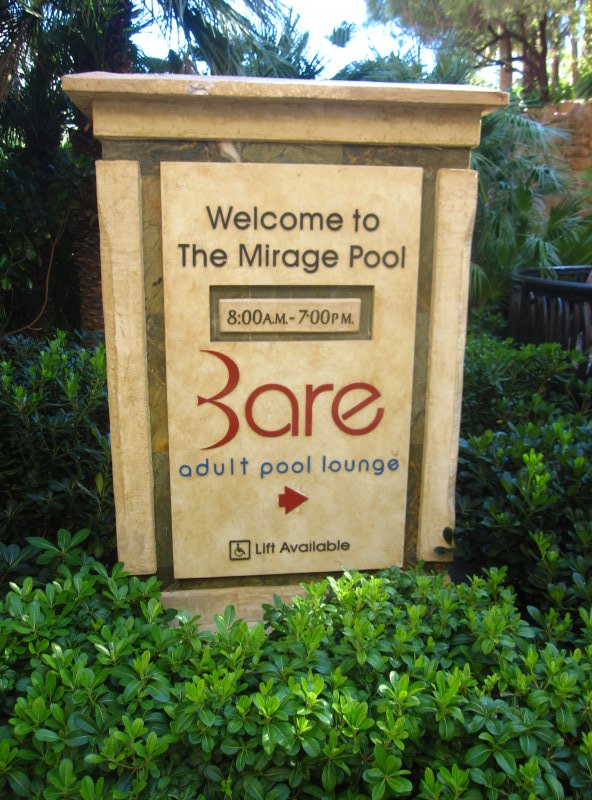 Welcome to
The Mirage Pool
8:00A.M.-7:00P.M.
Bare
adult pool lounge
Lift Available